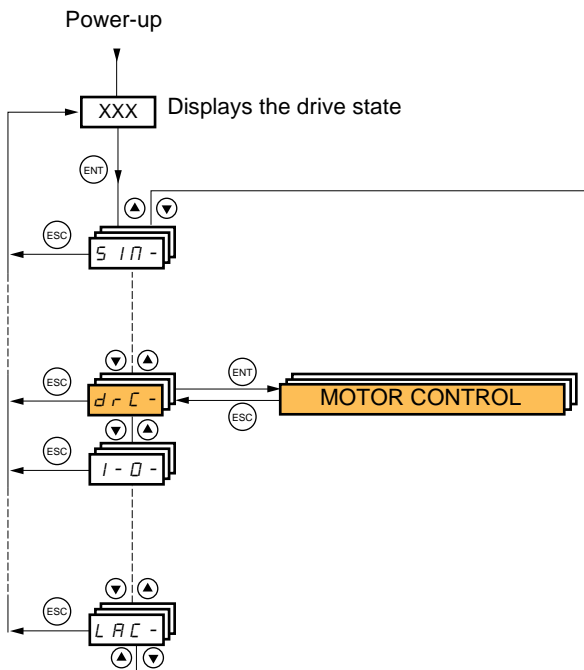 Power-up
XXX Displays the drive state
ENT
ESC
SIM-
ENT
ESC
drC-
MOTOR CONTROL
ESC
ESC
I-O-
ESC
LAC-